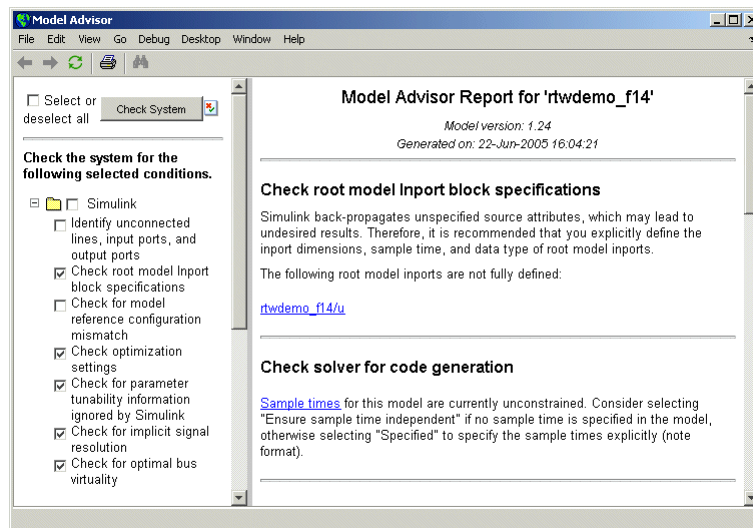 Model Advisor
File Edit View Go Debug Desktop Window Help
Select or
deselect all
Check System
Check the system for the
following selected conditions.
Simulink
Identify unconnected
lines, input ports, and
output ports
Check root model Inport
block specifications
Check for model
reference configuration
mismatch
Check optimization
settings
Check for parameter
tunability information
ignored by Simulink
Check for implicit signal
resolution
Check for optimal bus
virtuality
Model Advisor Report for 'rtwdemo_f14'
Model version: 1.24
Generated on: 22-Jun-2005 16:04:21
Check root model Inport block specifications
Simulink back-propagates unspecified source attributes, which may lead to
undesired results. Therefore, it is recommended that you explicitly define the
inport dimensions, sample time, and data type of root model inports.
The following root model inports are not fully defined:
rtwdemo_f14/u
Check solver for code generation
Sample times for this model are currently unconstrained. Consider selecting
"Ensure sample time independent" if no sample time is specified in the model,
otherwise selecting "Specified" to specify the sample times explicitly (note
format).